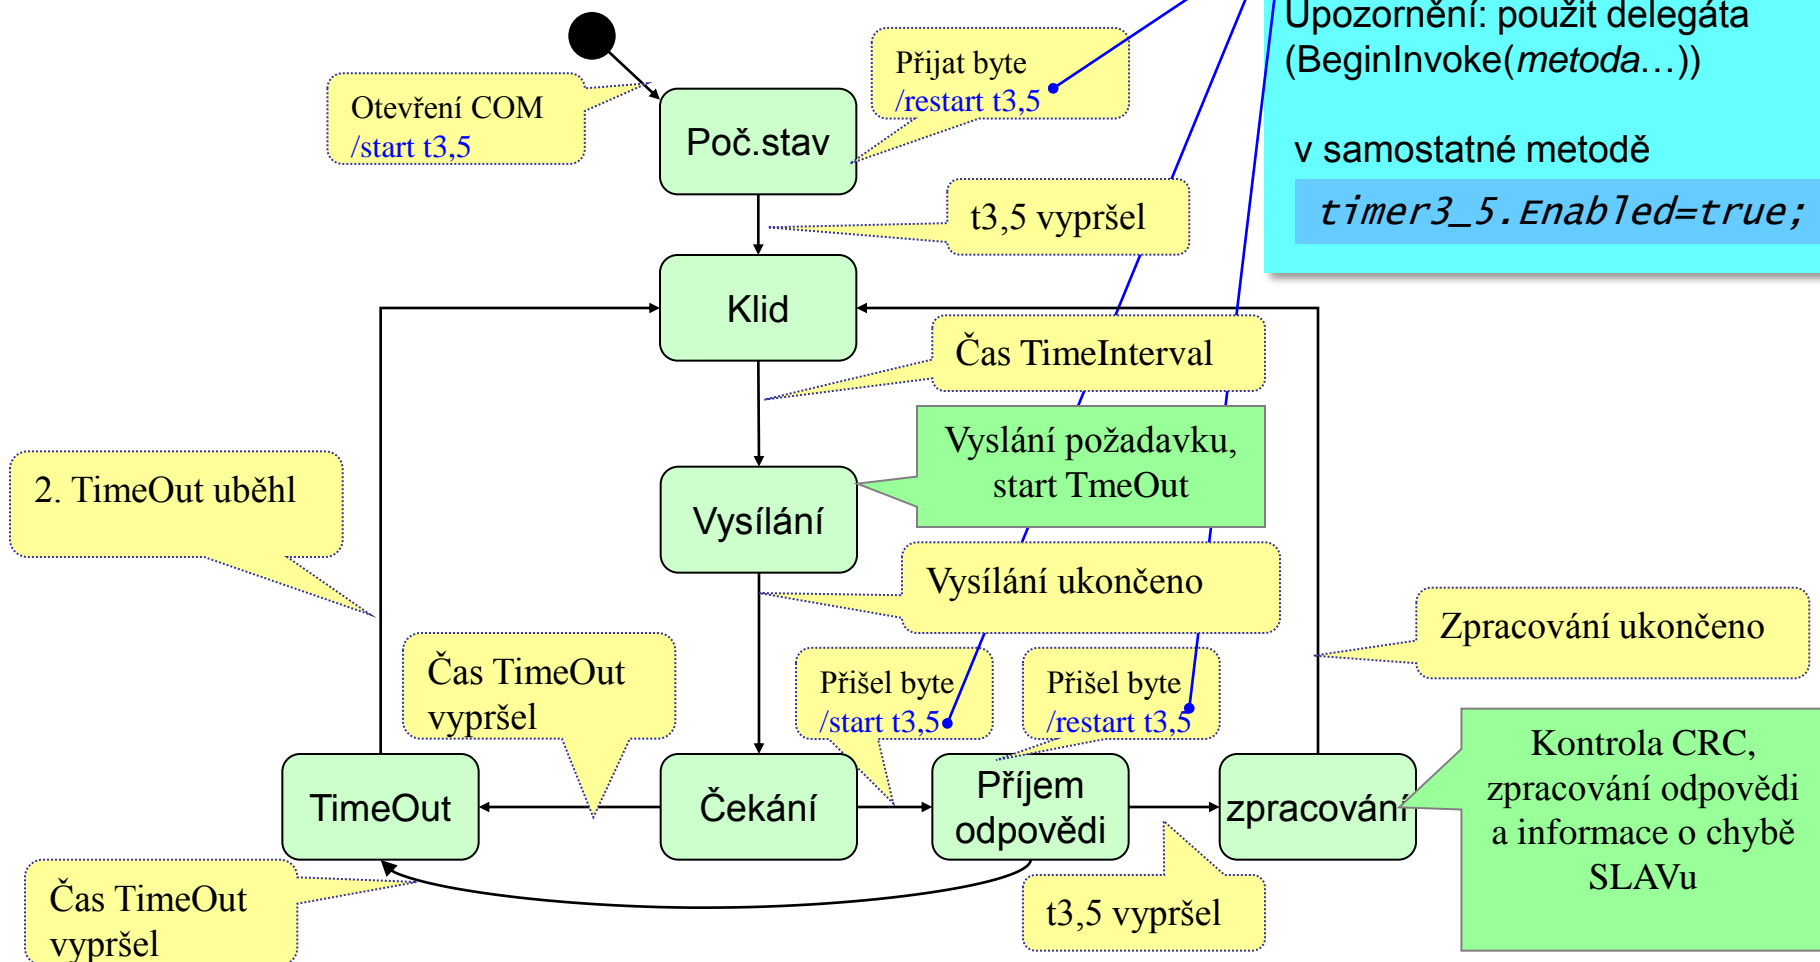 Upozornění: použit delegáta
(BeginInvoke(metoda…))
v samostatné metodě
timer3_5.Enabled=true;
Přijat byte
/restart t3,5
Otevření COM
/start t3,5
Poč.stav
t3,5 vypršel
Klid
Čas TimeInterval
Vyslání požadavku,
start TmeOut
2. TimeOut uběhl
Vysílání
Vysílání ukončeno
Zpracování ukončeno
Čas TimeOut
vypršel
Přišel byte
/start t3,5
Přišel byte
/restart t3,5
TimeOut
Čekání
Příjem
odpovědi
zpracování
Kontrola CRC,
zpracování odpovědi
a informace o chybě
SLAVu
Čas TimeOut
vypršel
t3,5 vypršel